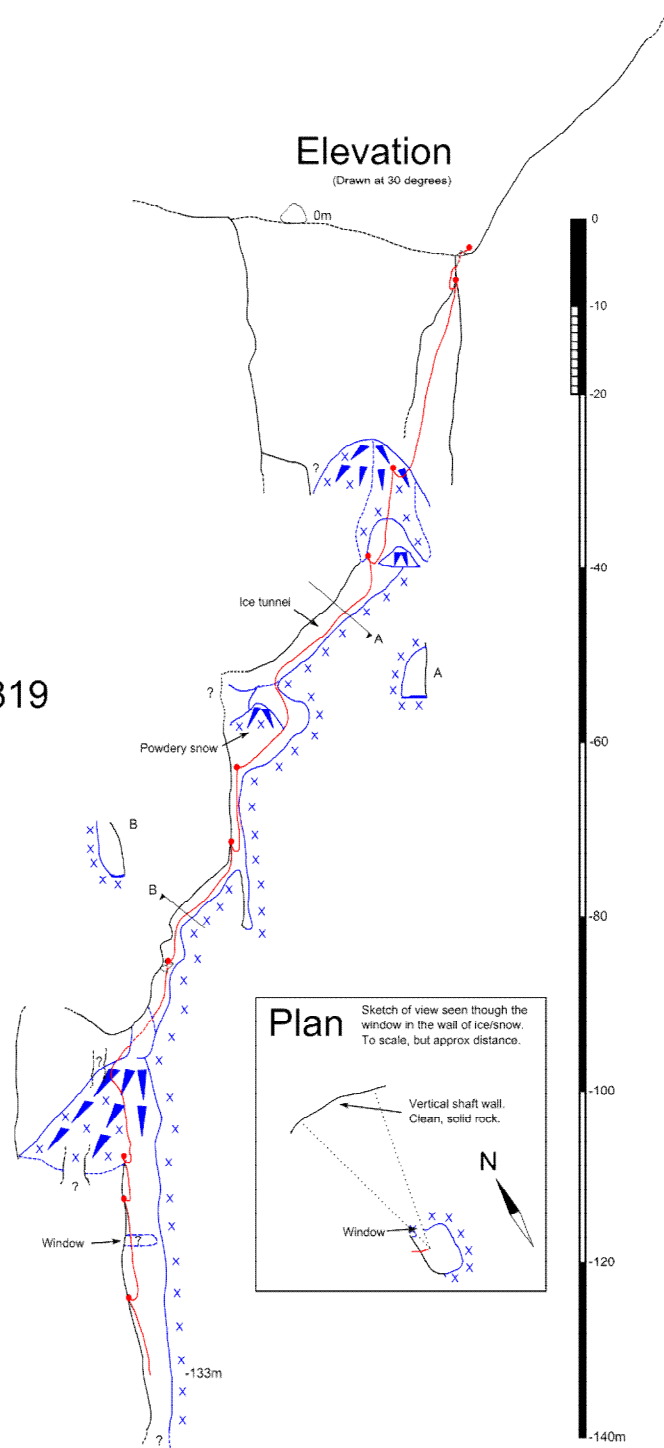 Elevation
(Drawn at 30 degrees)
0m
0
-10
-20
?
-40
Ice tunnel
A
A
?
319
Powdery snow
-60
B
B
-80
?
?
Plan
Sketch of view seen though the
window in the wall of ice/snow.
To scale, but approx distance.
-100
Vertical shaft wall.
Clean, solid rock.
N
Window
Window
?
-120
-133m
?
-140m